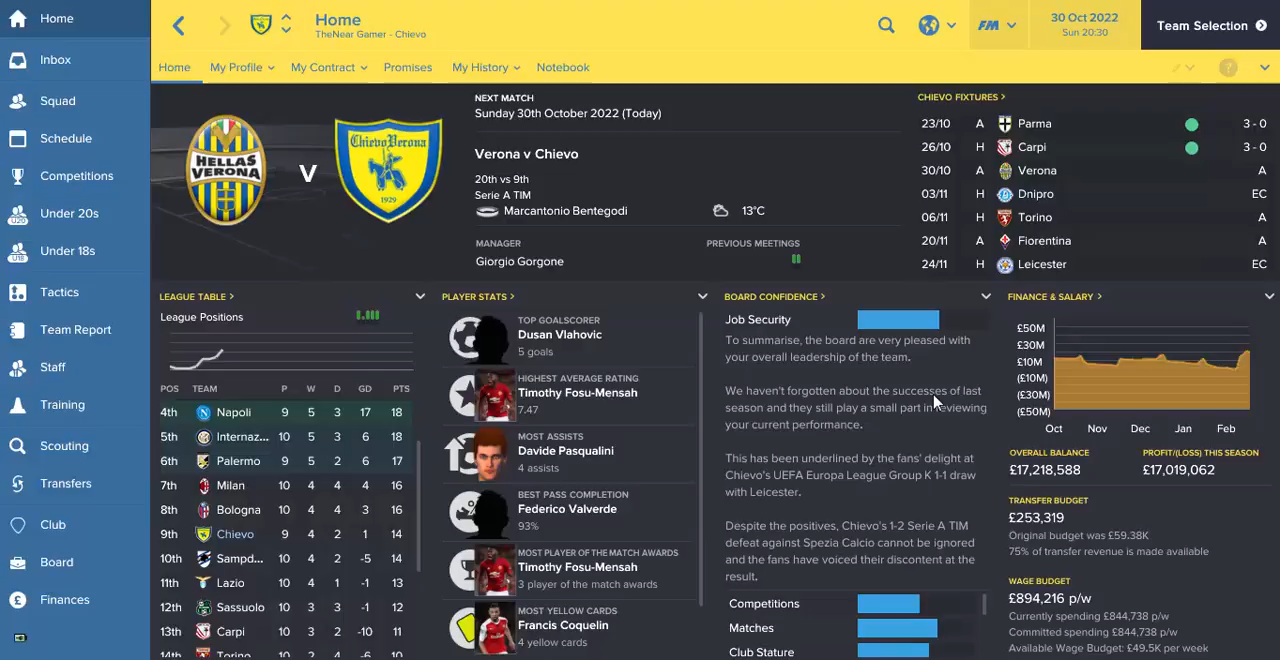 Home
Inbox
Squad
Schedule
Competitions
Under 20s
Under 18s
Tactics
Team Report
Staff
Training
Scouting
Transfers
Club
Board
Finances
Home
TheNear Gamer - Chievo
FM
30 Oct 2022
Sun 20:30
Team Selection
Home
My Profile
My Contract
Promises
My History
Notebook
HELLAS
VERONA
V
ChievoVerona
1929
NEXT MATCH
Sunday 30th October 2022 (Today)
Verona v Chievo
20th vs 9th
Serie A TIM
Marcantonio Bentegodi
13°C
MANAGER
Giorgio Gorgone
PREVIOUS MEETINGS
CHIEVO FIXTURES >
23/10 A Parma 3 - 0
26/10 H Carpi 3 - 0
30/10 A Verona A
03/11 H Dnipro EC
06/11 H Torino A
20/11 A Fiorentina A
24/11 H Leicester EC
LEAGUE TABLE >
League Positions
POS TEAM P W D GD PTS
4th Napoli 9 5 3 17 18
5th Internaz... 10 5 3 6 18
6th Palermo 9 5 2 6 17
7th Milan 10 4 4 4 16
8th Bologna 10 4 4 3 16
9th Chievo 9 4 2 1 14
10th Sampd... 10 4 2 -5 14
11th Lazio 10 4 1 -1 13
12th Sassuolo 10 3 3 -1 12
13th Carpi 10 3 2 -10 11
14th Torino 10 2 4 -6 10
PLAYER STATS >
TOP GOALSCORER
Dusan Vlahovic
5 goals
HIGHEST AVERAGE RATING
Timothy Fosu-Mensah
7.47
MOST ASSISTS
Davide Pasqualini
4 assists
BEST PASS COMPLETION
Federico Valverde
93%
MOST PLAYER OF THE MATCH AWARDS
Timothy Fosu-Mensah
3 player of the match awards
MOST YELLOW CARDS
Francis Coquelin
4 yellow cards
BOARD CONFIDENCE >
Job Security
To summarise, the board are very pleased with
your overall leadership of the team.
We haven't forgotten about the successes of last
season and they still play a small part in reviewing
your current performance.
This has been underlined by the fans' delight at
Chievo's UEFA Europa League Group K 1-1 draw
with Leicester.
Despite the positives, Chievo's 1-2 Serie A TIM
defeat against Spezia Calcio cannot be ignored
and the fans have voiced their discontent at the
result.
Competitions
Matches
Club Stature
FINANCE & SALARY >
£50M
£30M
£10M
(£10M)
(£30M)
(£50M)
Oct Nov Dec Jan Feb
OVERALL BALANCE
£17,218,588
PROFIT/(LOSS) THIS SEASON
£17,019,062
TRANSFER BUDGET
£253,319
Original budget was £59.38K
75% of transfer revenue is made available
WAGE BUDGET
£894,216 p/w
Currently spending £844,738 p/w
Committed spending £844,738 p/w
Available Wage Budget: £49.5K per week